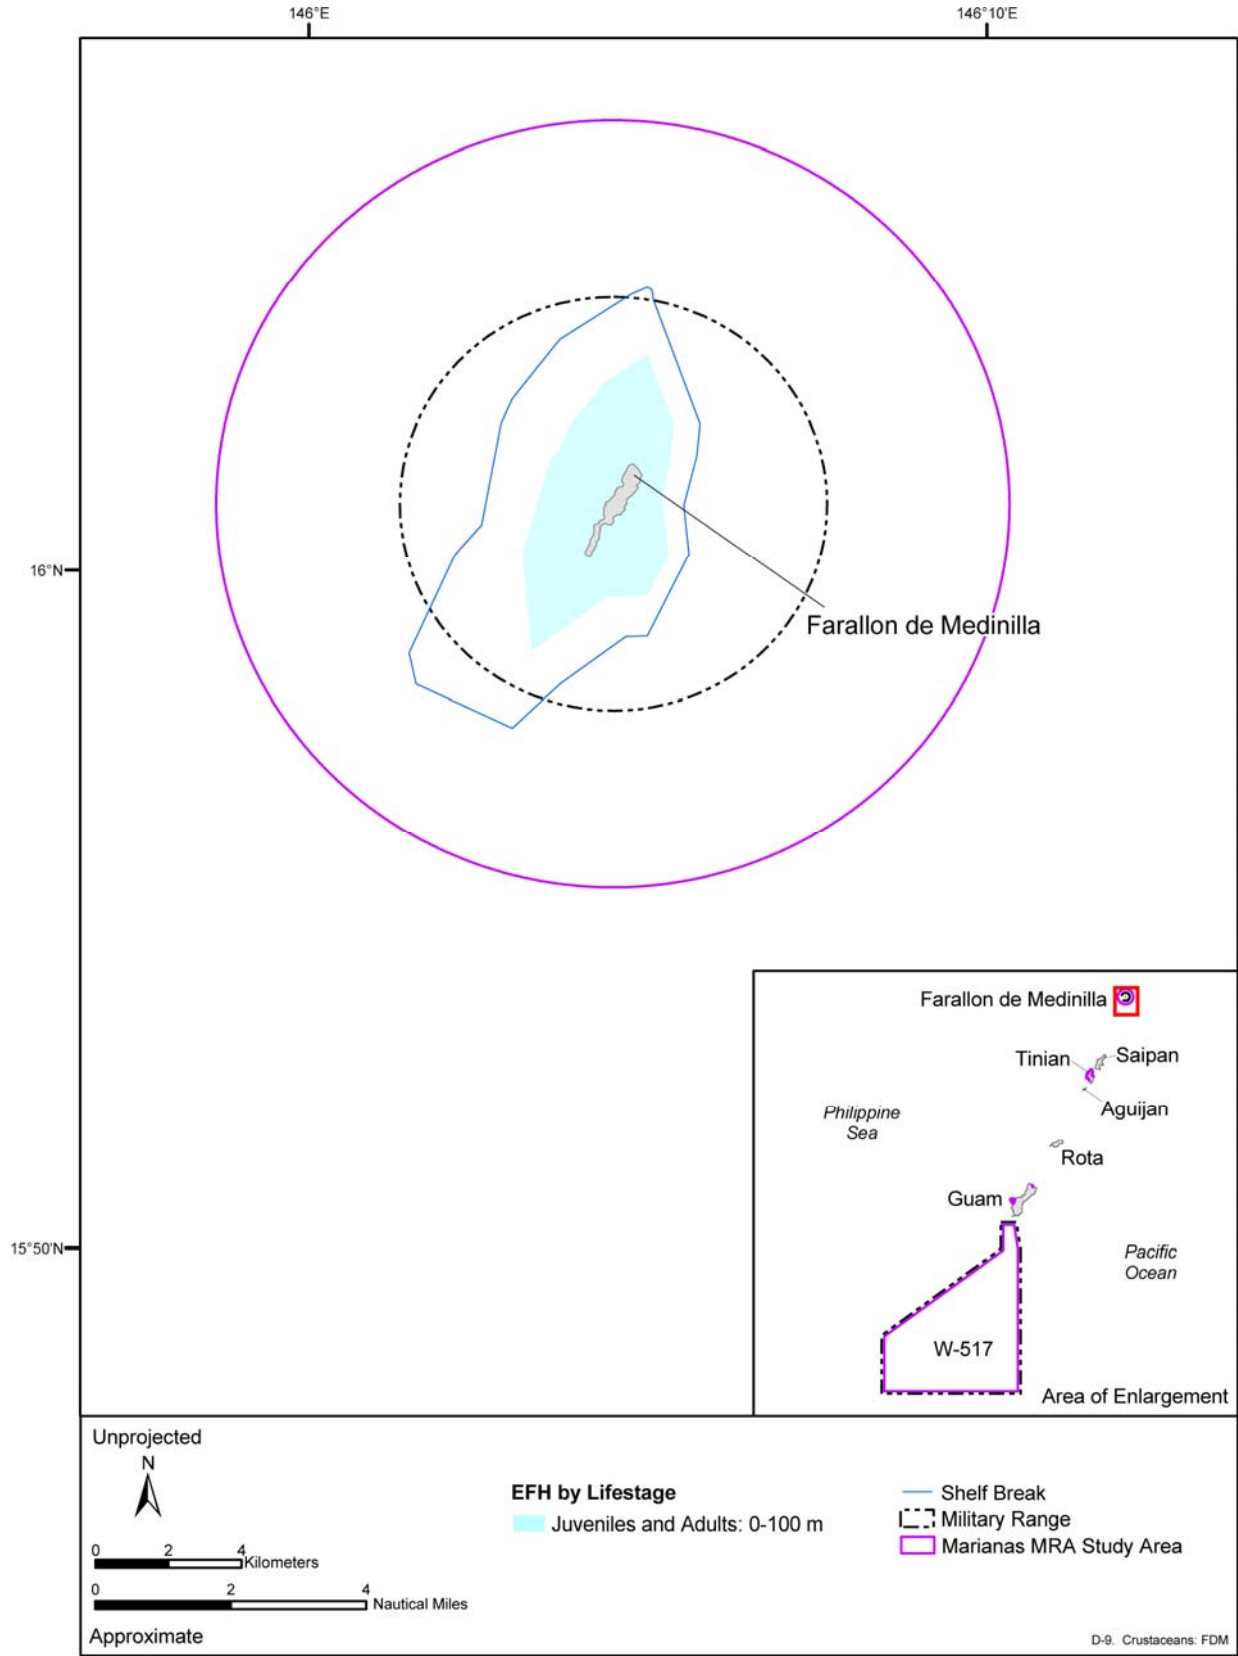 146°E
146°10'E
16°N
Farallon de Medinilla
15°50'N
Farallon de Medinilla
Tinian
Saipan
Aguijan
Philippine
Sea
Rota
Guam
Pacific
Ocean
W-517
Area of Enlargement
Unprojected
N
0 2 4
Kilometers
0 2 4
Nautical Miles
Approximate
EFH by Lifestage
Juveniles and Adults: 0-100 m
Shelf Break
Military Range
Marianas MRA Study Area
D-9. Crustaceans: FDM